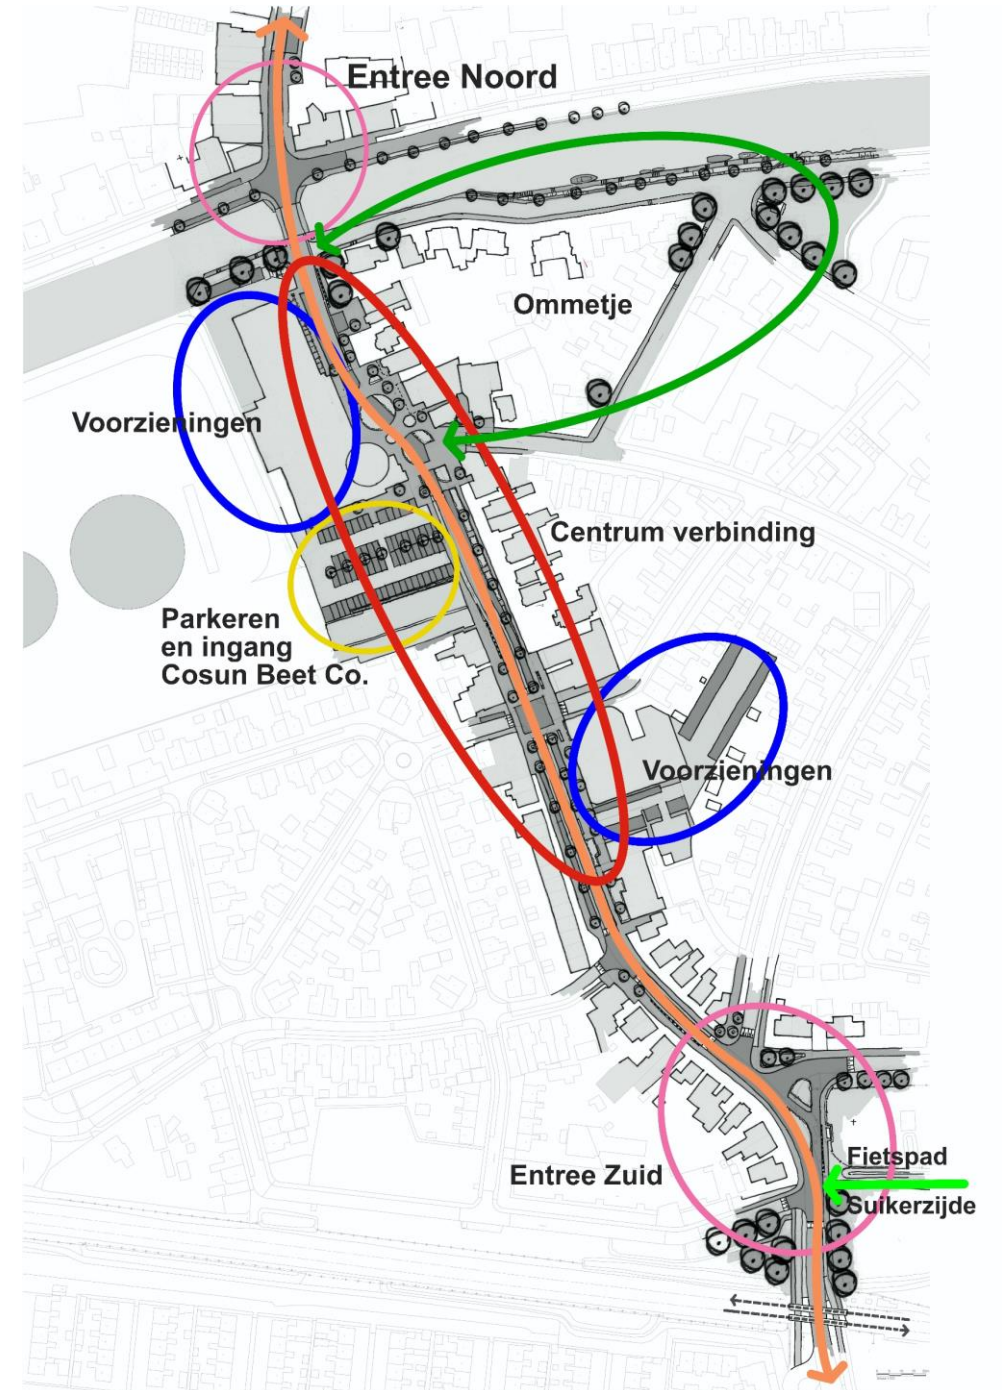 Entree Noord
Ommetje
Voorzieningen
Centrum verbinding
Parkeren
en ingang
Cosun Beet Co.
Voorzieningen
Fietspad
Entree Zuid
Suikerzijde